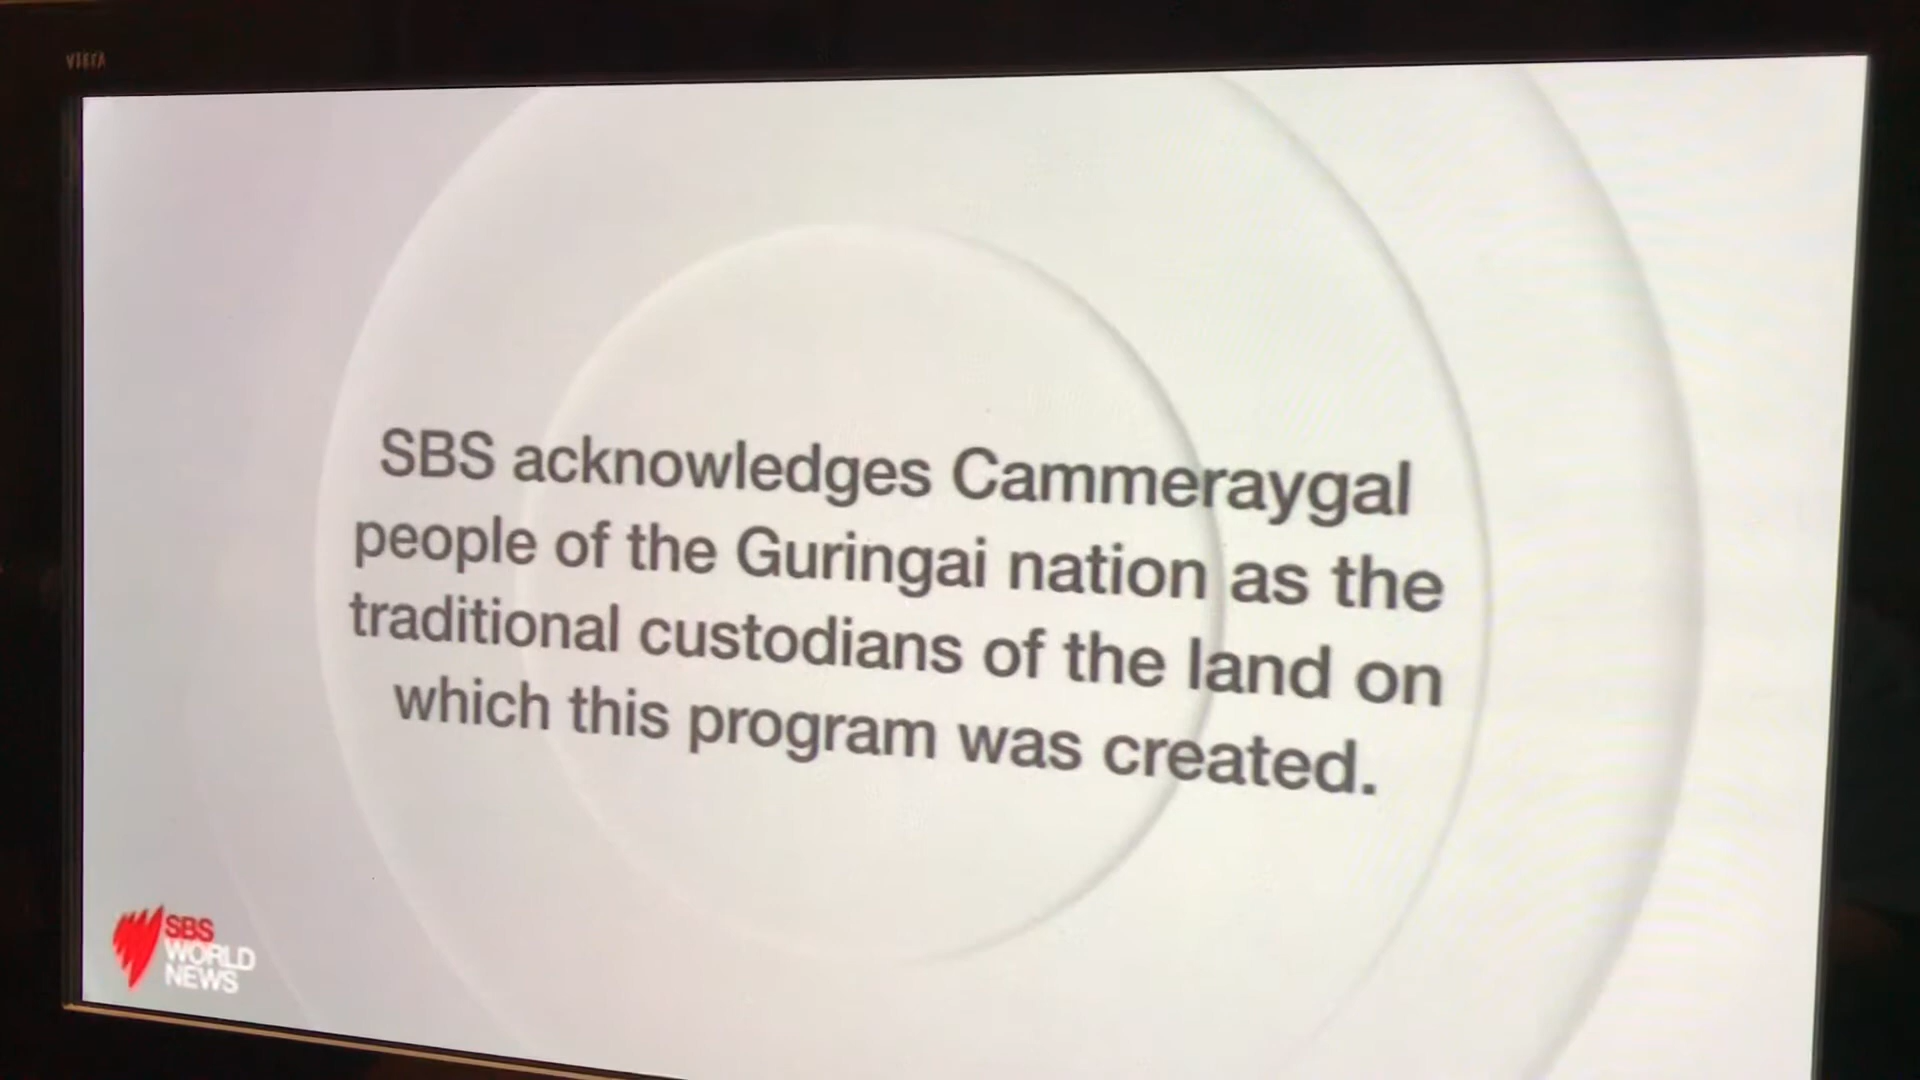 VIERA
SBS acknowledges Cammeraygal
people of the Guringai nation as the
traditional custodians of the land on
which this program was created.
SBS
WORLD
NEWS